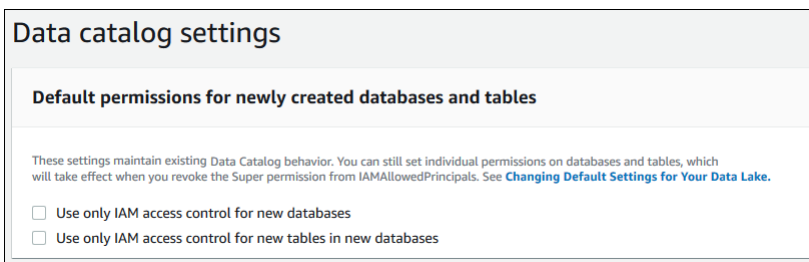 Data catalog settings
Default permissions for newly created databases and tables
These settings maintain existing Data Catalog behavior. You can still set individual permissions on databases and tables, which
will take effect when you revoke the Super permission from IAMAllowedPrincipals. See Changing Default Settings for Your Data Lake.
Use only IAM access control for new databases
Use only IAM access control for new tables in new databases